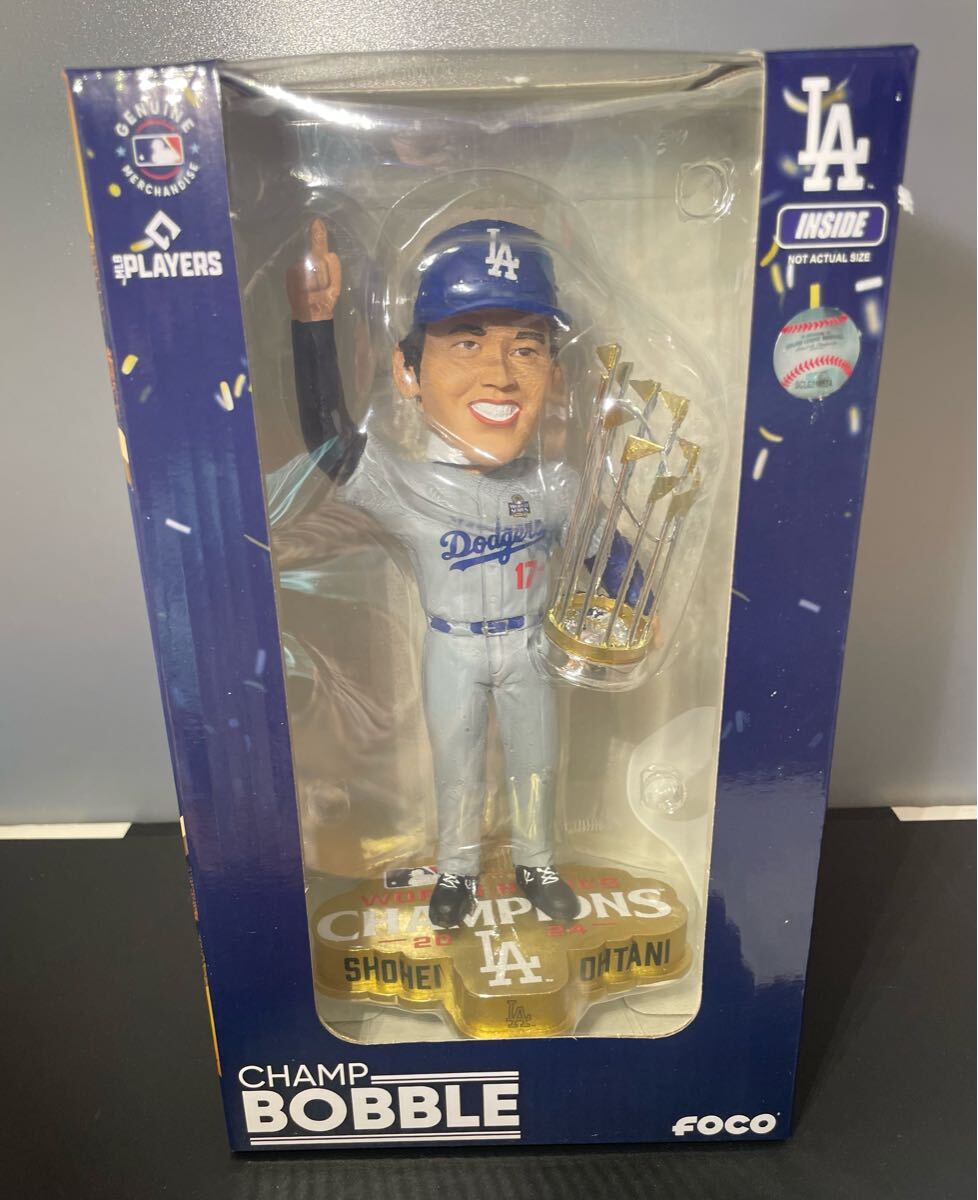 GENUINE
MERCHANDISE
MLB PLAYERS
LA
INSIDE
NOT ACTUAL SIZE
LA
Dodgers
17
CHAMPIONS
20 24
LA
SHOHEI OHTANI
LA
CHAMP
BOBBLE
FOCO